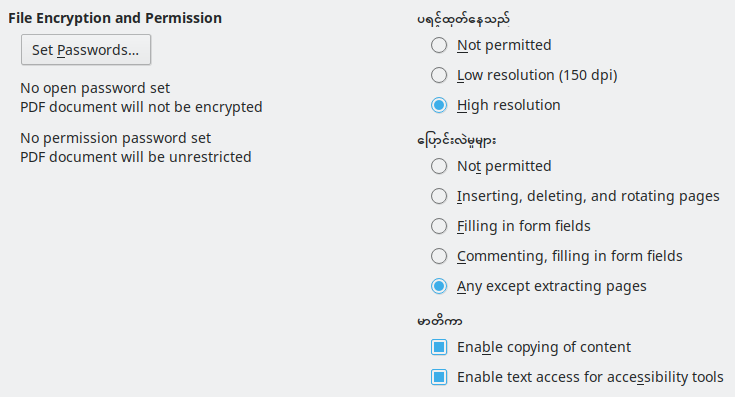 File Encryption and Permission
Set Passwords...
No open password set
PDF document will not be encrypted
No permission password set
PDF document will be unrestricted
ပရင့်ထုတ်နေသည်
Not permitted
Low resolution (150 dpi)
High resolution
ပြောင်းလဲမှုများ
Not permitted
Inserting, deleting, and rotating pages
Filling in form fields
Commenting, filling in form fields
Any except extracting pages
မာတိကာ
Enable copying of content
Enable text access for accessibility tools